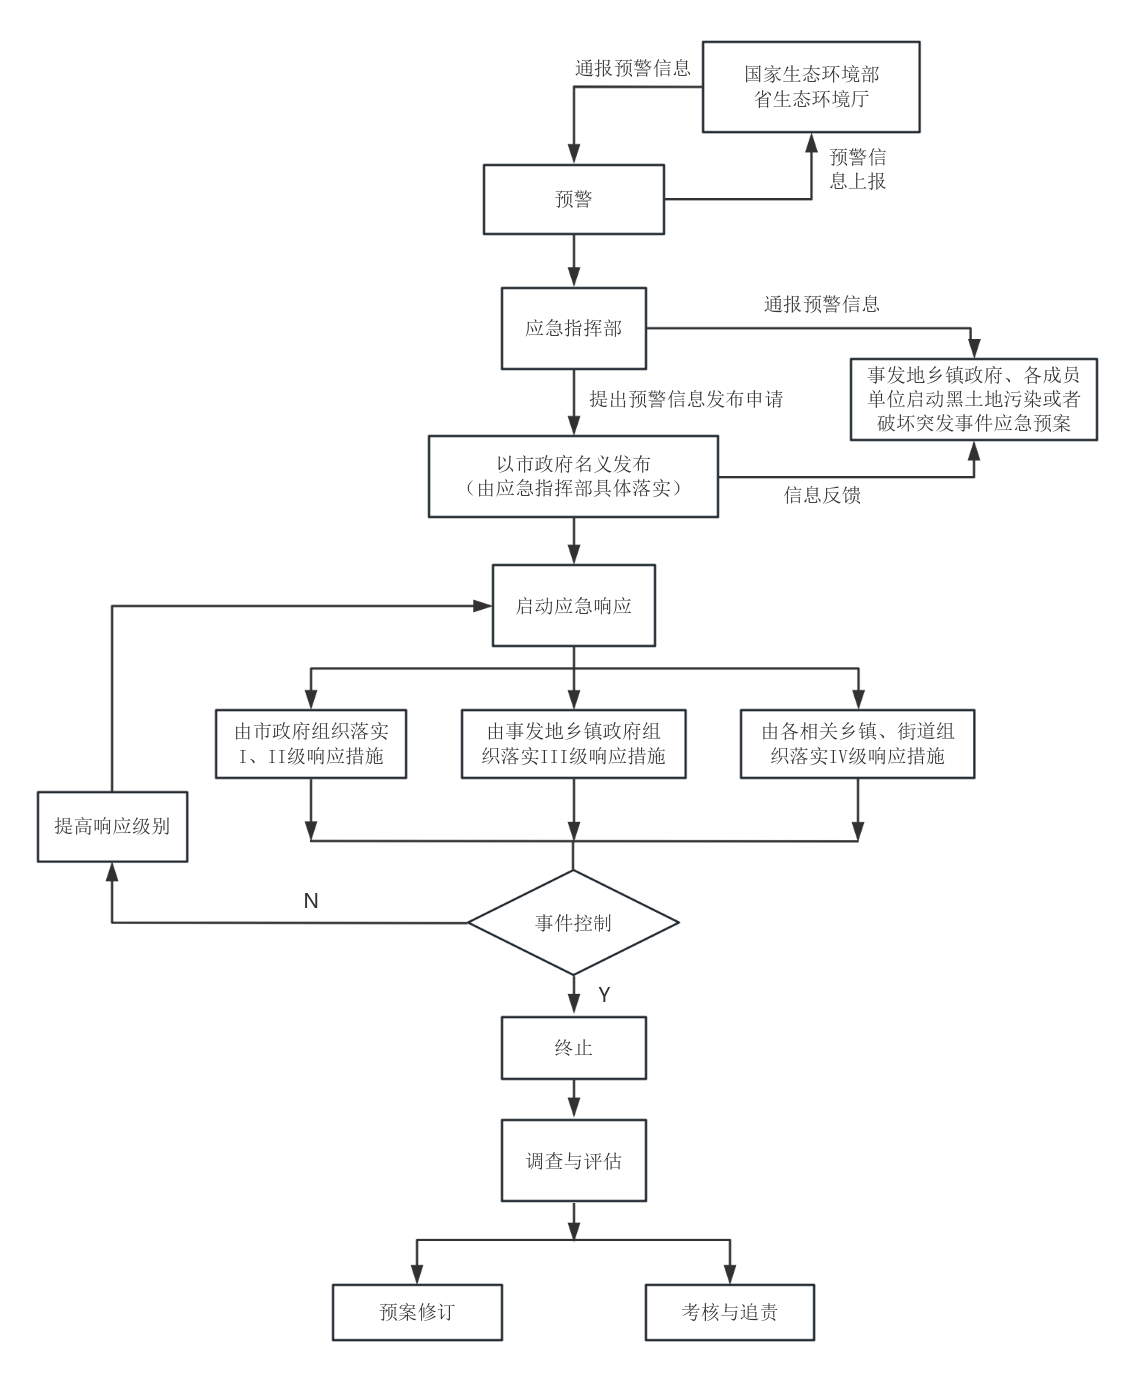 通报预警信息
国家生态环境部
省生态环境厅
预警信
息上报
预警
应急指挥部
通报预警信息
事发地乡镇政府、各成员
单位启动黑土地污染或者
破坏突发事件应急预案
提出预警信息发布申请
以市政府名义发布
（由应急指挥部具体落实）
信息反馈
启动应急响应
由市政府组织落实
I、II级响应措施
由事发地乡镇政府组
织落实III级响应措施
由各相关乡镇、街道组
织落实IV级响应措施
提高响应级别
N
事件控制
Y
终止
调查与评估
预案修订
考核与追责